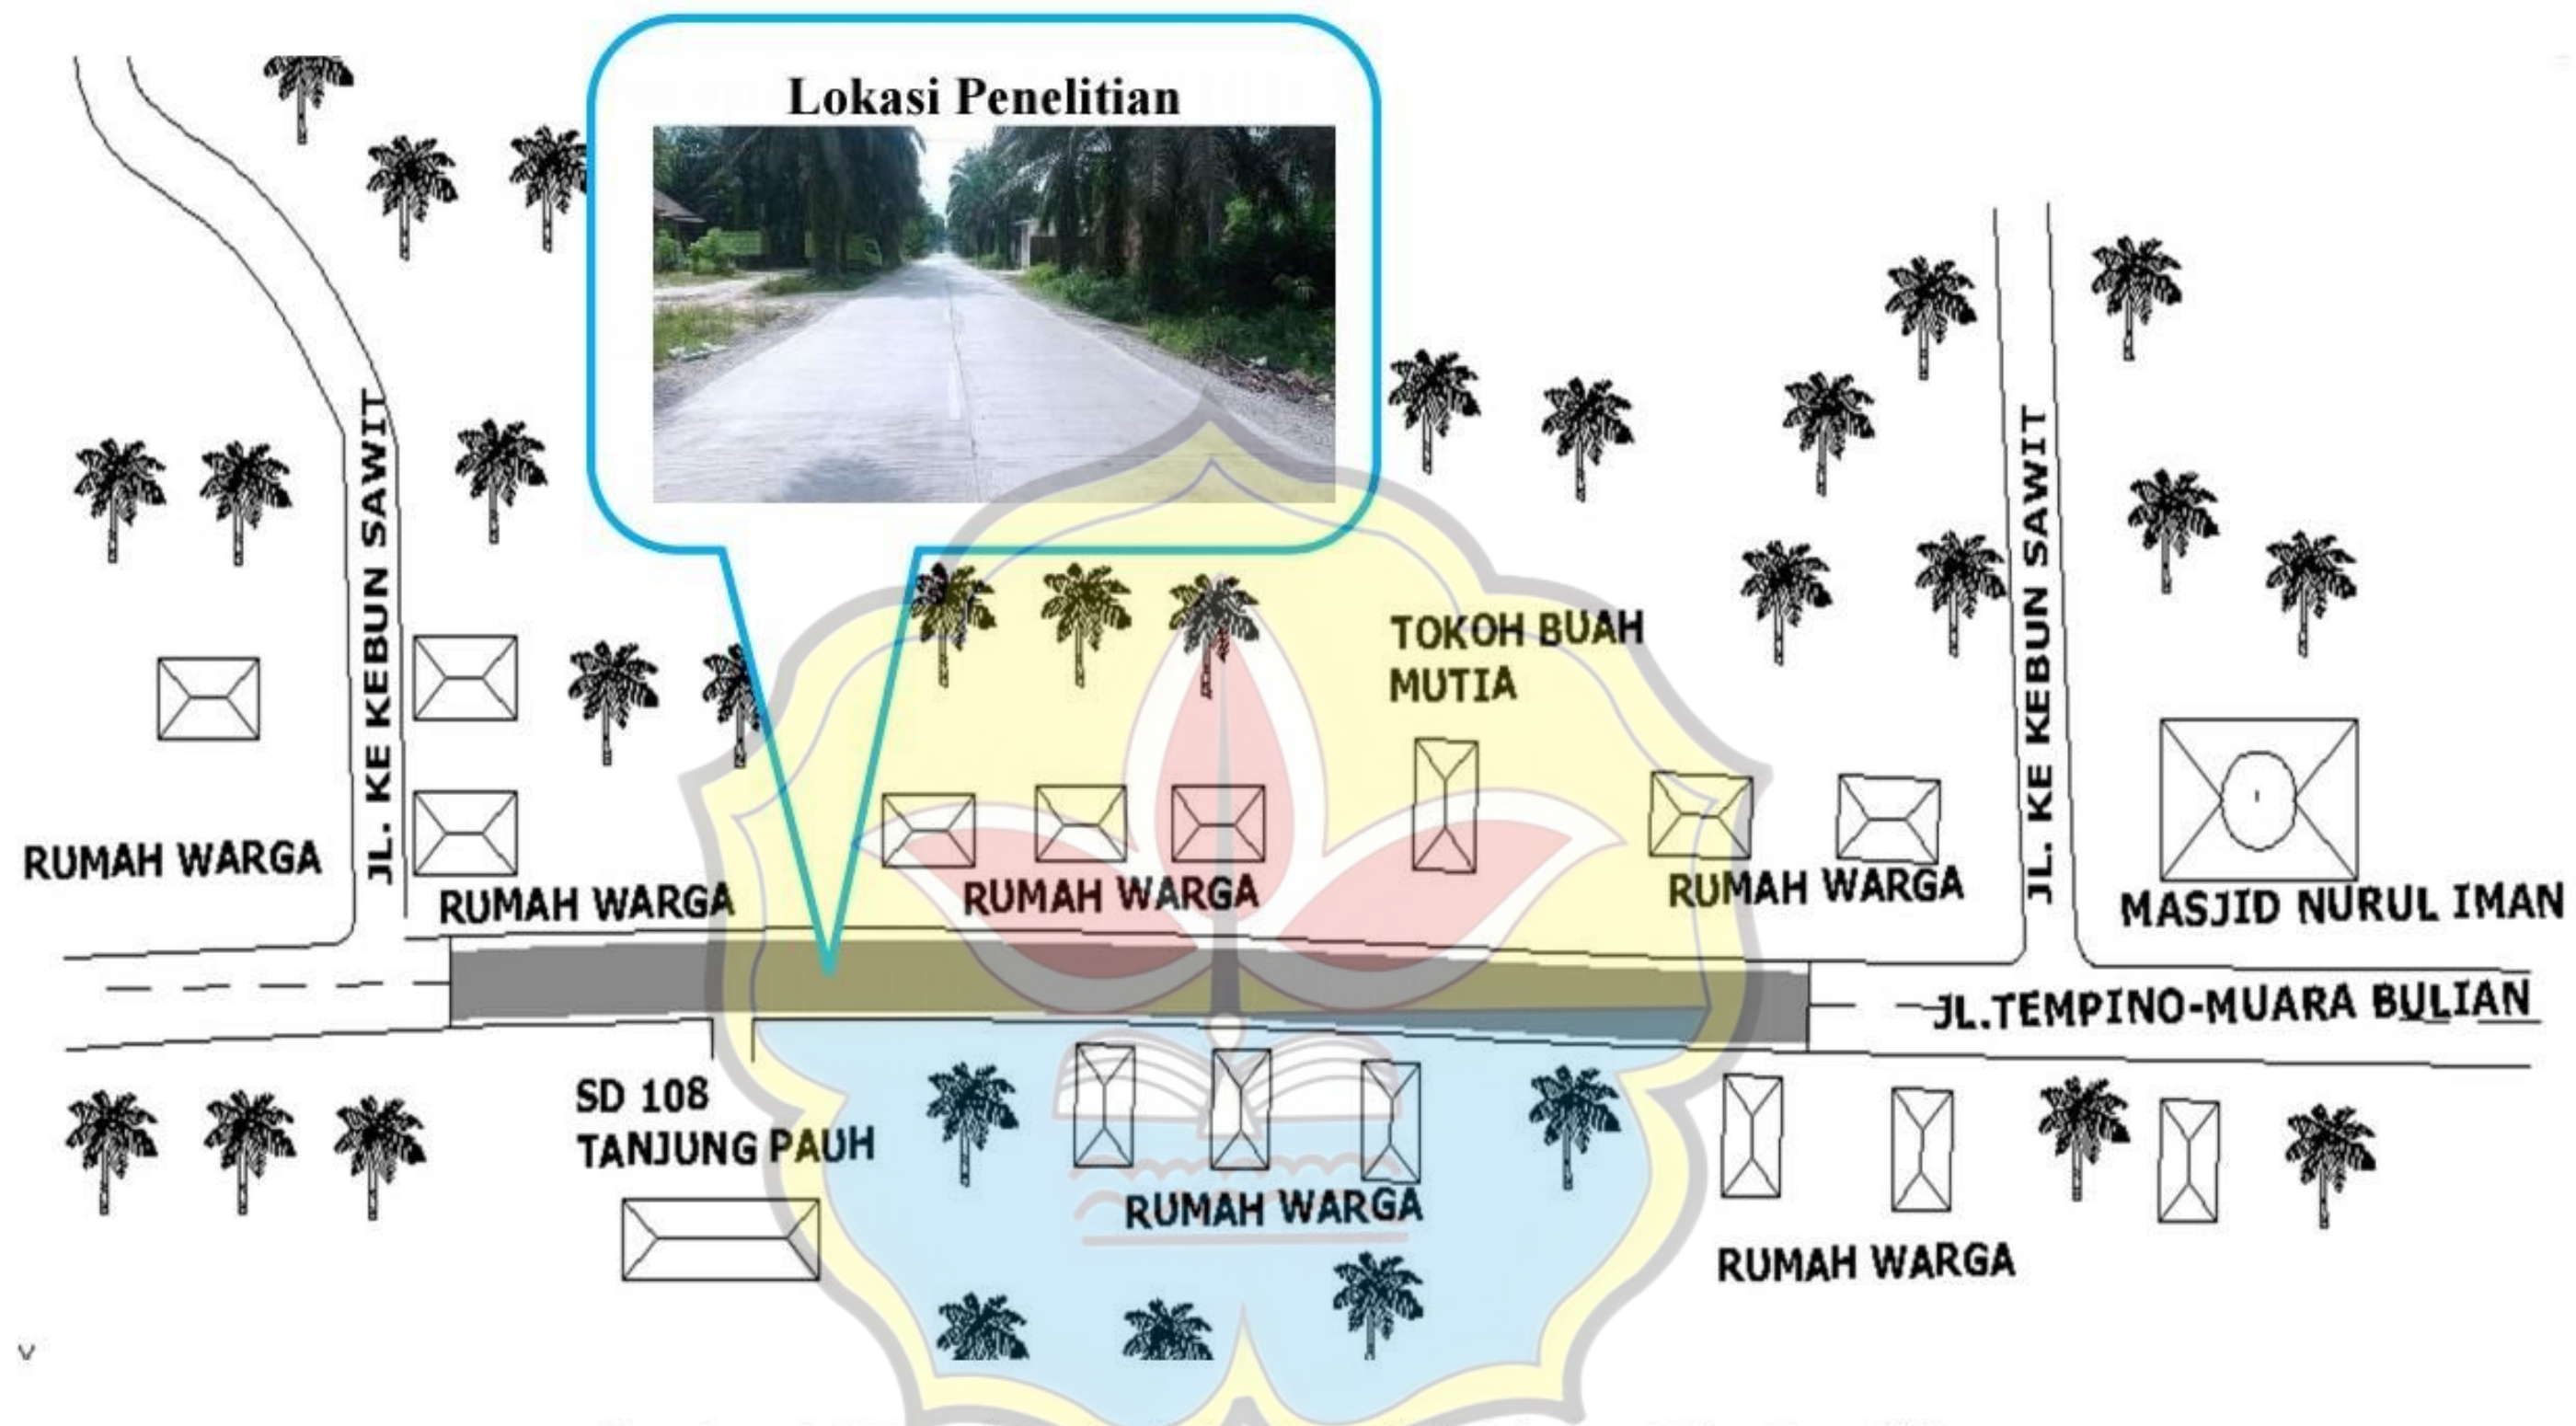 Lokasi Penelitian
JL. KE KEBUN SAWIT
JL. KE KEBUN SAWIT
TOKOH BUAH
MUTIA
RUMAH WARGA
RUMAH WARGA
RUMAH WARGA
RUMAH WARGA
MASJID NURUL IMAN
JL.TEMPINO-MUARA BULIAN
SD 108
TANJUNG PAUH
RUMAH WARGA
RUMAH WARGA